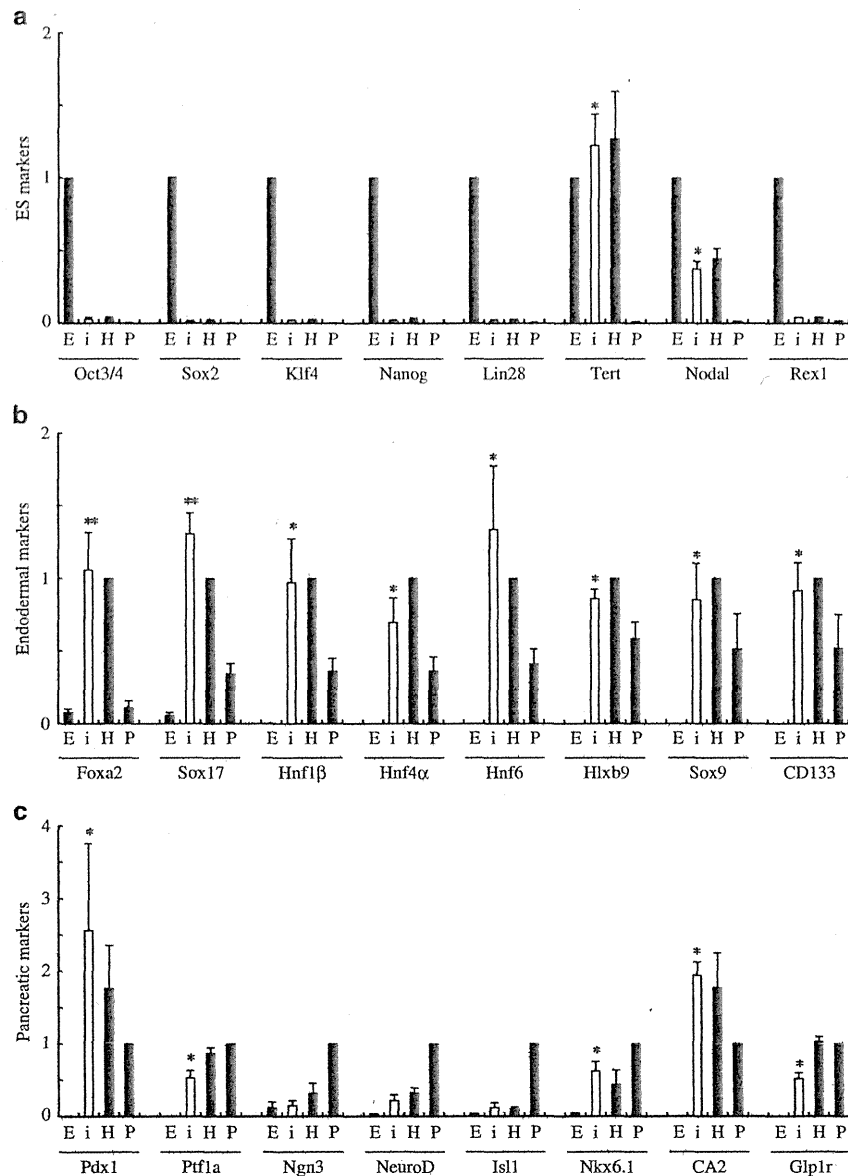 a
2
ES markers
*
*
1
0
E i H P E i H P E i H P E i H P E i H P E i H P E i H P E i H P
Oct3/4 Sox2 Klf4 Nanog Lin28 Tert Nodal Rex1
b
2
Endodermal markers
** ** * * * * * *
1
0
E i H P E i H P E i H P E i H P E i H P E i H P E i H P E i H P
Foxa2 Sox17 Hnf1β Hnf4α Hnf6 Hlxb9 Sox9 CD133
c
4
Pancreatic markers
*
3
2
*
1
* * *
0
E i H P E i H P E i H P E i H P E i H P E i H P E i H P E i H P
Pdx1 Ptf1a Ngn3 NeuroD Isl1 Nkx6.1 CA2 Glp1r